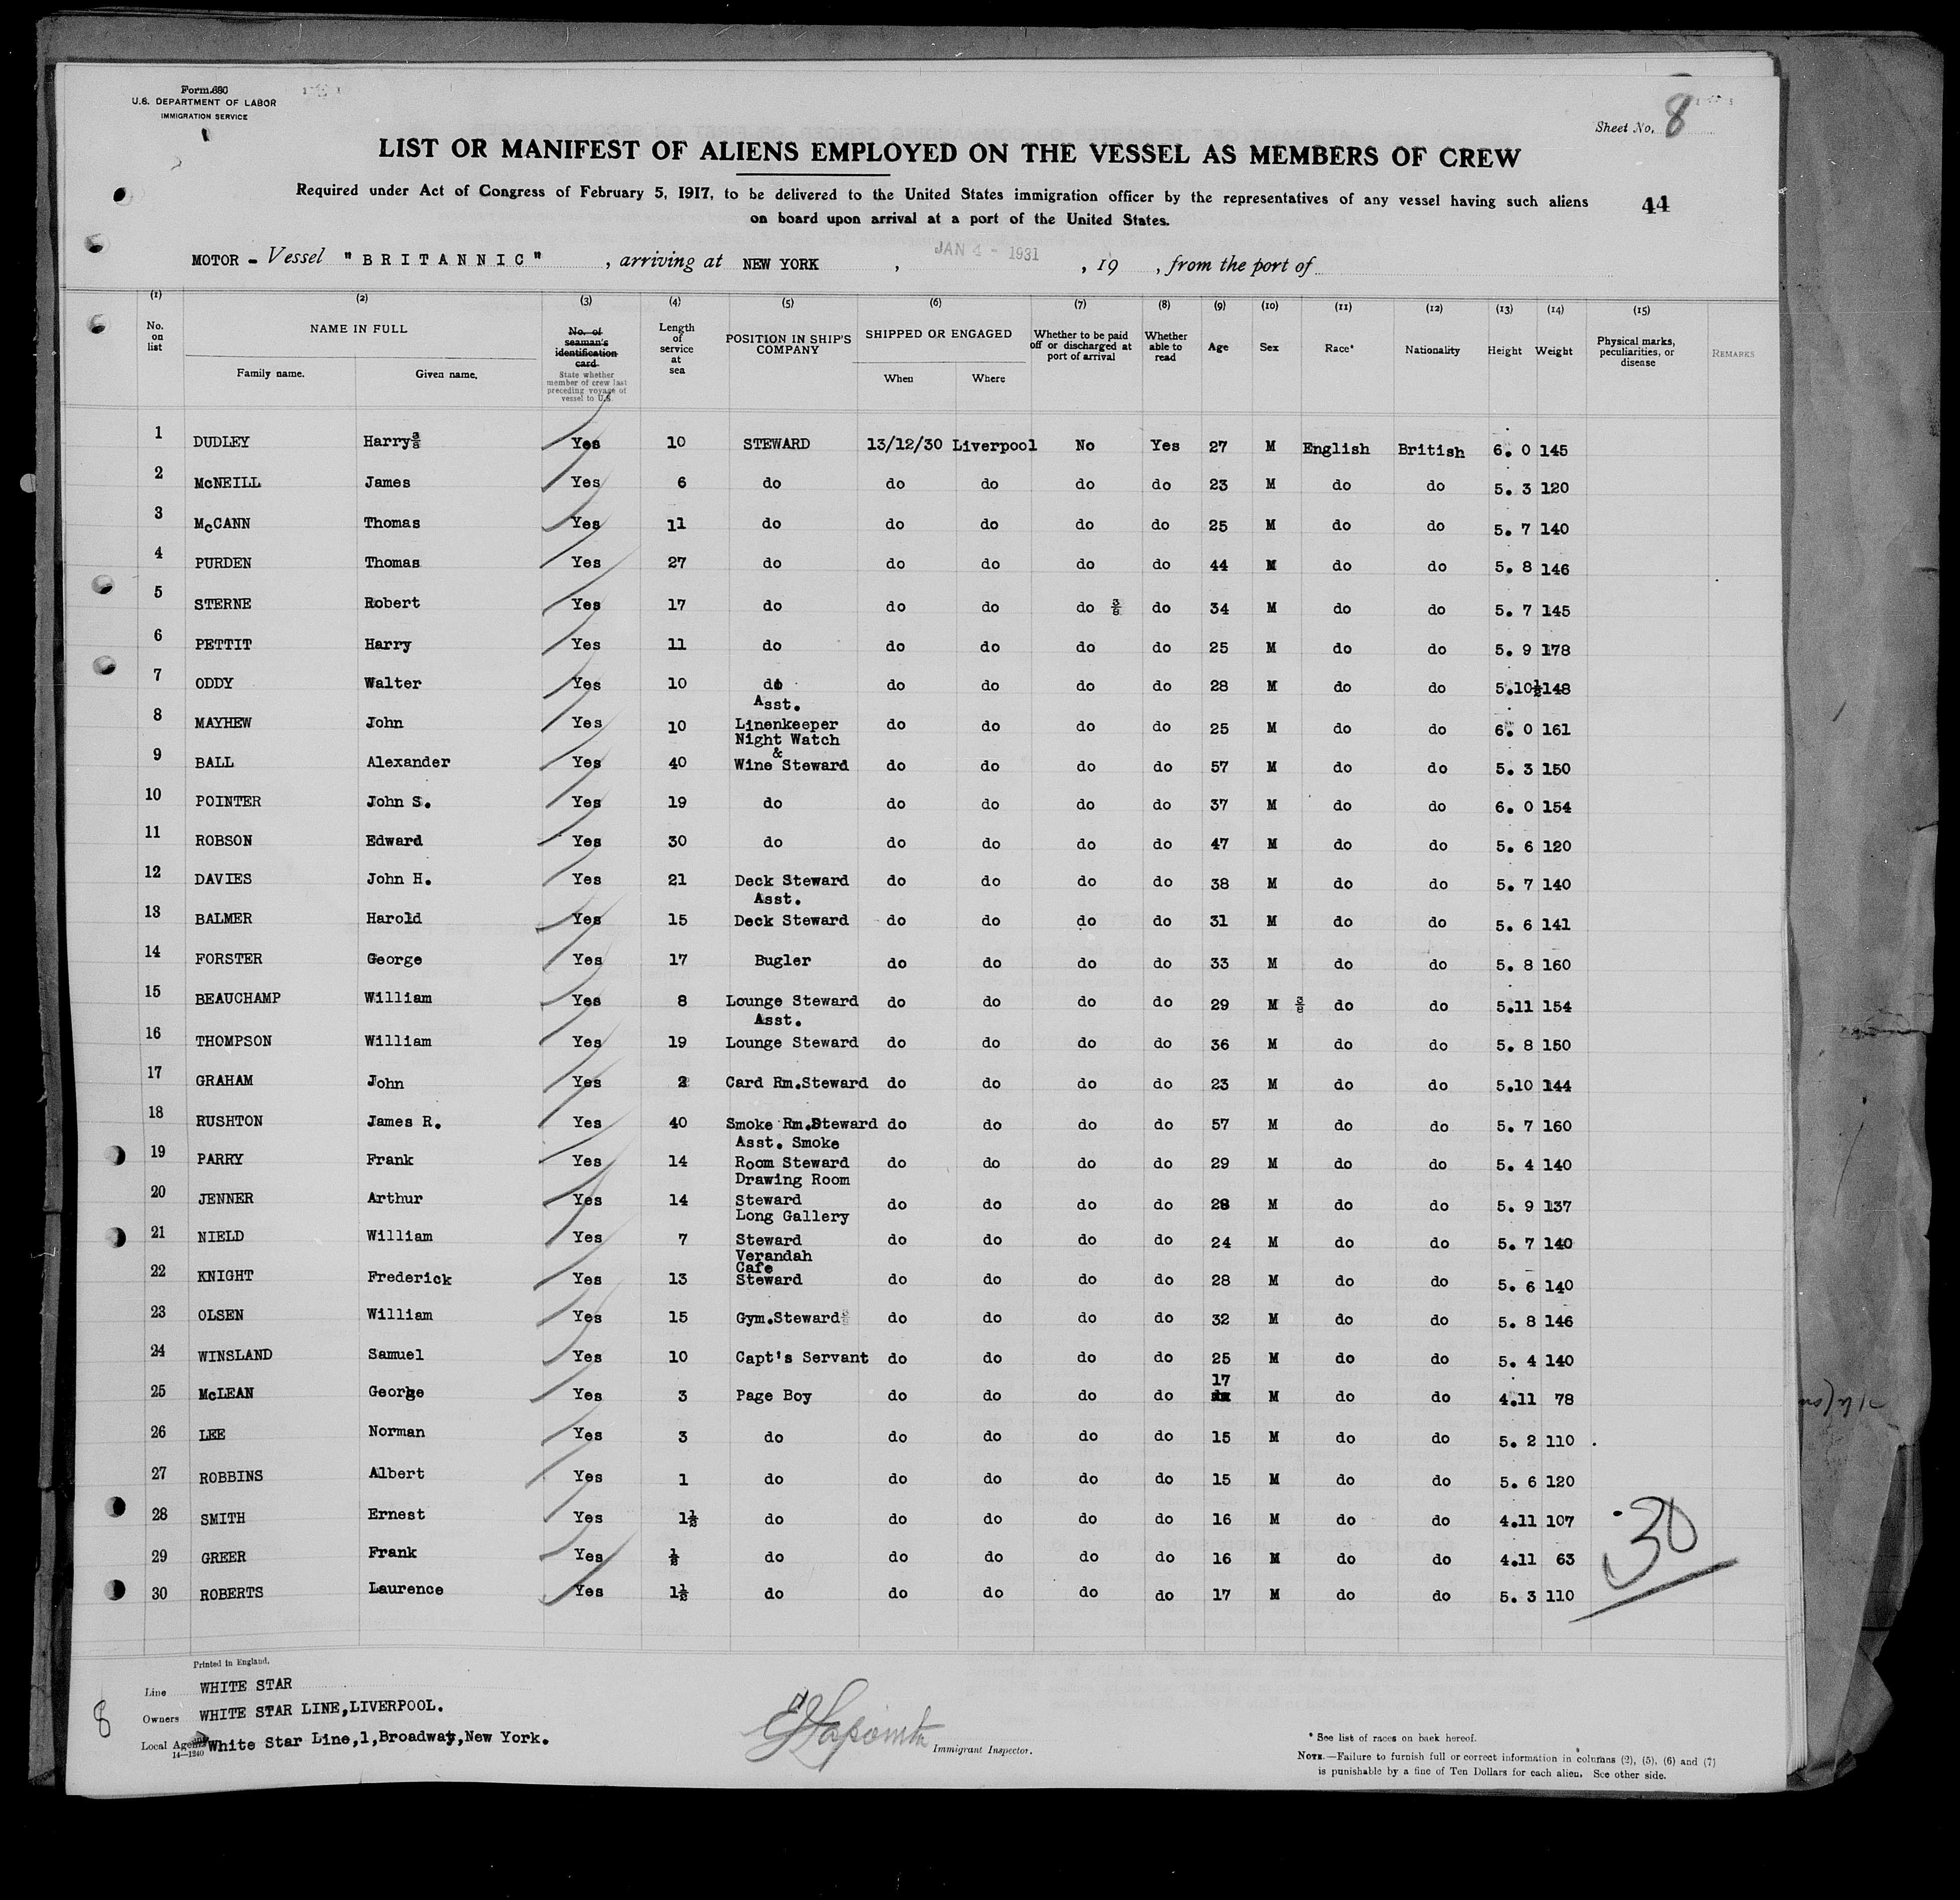 Form 680
U.S. DEPARTMENT OF LABOR
IMMIGRATION SERVICE
Sheet No. 8
LIST OR MANIFEST OF ALIENS EMPLOYED ON THE VESSEL AS MEMBERS OF CREW
Required under Act of Congress of February 5, 1917, to be delivered to the United States immigration officer by the representatives of any vessel having such aliens
on board upon arrival at a port of the United States.
44
MOTOR - Vessel "BRITANNIC", arriving at NEW YORK, JAN 4 - 1931, 19 , from the port of
(1) (2) (3) (4) (5) (6) (7) (8) (9) (10) (11) (12) (13) (14) (15)
No. on list NAME IN FULL Family name. Given name. No. of seaman's identification card. State whether member of crew last preceding voyage of vessel to U.S. Length of service at sea POSITION IN SHIP'S COMPANY SHIPPED OR ENGAGED When Where Whether to be paid off or discharged at port of arrival Whether able to read Age Sex Race* Nationality Height Weight Physical marks, peculiarities, or disease REMARKS
1 DUDLEY Harry 3/8 Yes 10 STEWARD 13/12/30 Liverpool No Yes 27 M English British 6. 0 145
2 McNEILL James Yes 6 do do do do do 23 M do do 5. 3 120
3 McCANN Thomas Yes 11 do do do do do 25 M do do 5. 7 140
4 PURDEN Thomas Yes 27 do do do do do 44 M do do 5. 8 146
5 STERNE Robert Yes 17 do do do do 3/8 do 34 M do do 5. 7 145
6 PETTIT Harry Yes 11 do do do do do 25 M do do 5. 9 178
7 ODDY Walter Yes 10 do do do do do 28 M do do 5.10½ 148
8 MAYHEW John Yes 10 Asst. Linenkeeper do do do do 25 M do do 6. 0 161
9 BALL Alexander Yes 40 Night Watch & Wine Steward do do do do 57 M do do 5. 3 150
10 POINTER John S. Yes 19 do do do do do 37 M do do 6. 0 154
11 ROBSON Edward Yes 30 do do do do do 47 M do do 5. 6 120
12 DAVIES John H. Yes 21 Deck Steward do do do do 38 M do do 5. 7 140
13 BALMER Harold Yes 15 Asst. Deck Steward do do do do 31 M do do 5. 6 141
14 FORSTER George Yes 17 Bugler do do do do 33 M do do 5. 8 160
15 BEAUCHAMP William Yes 8 Lounge Steward do do do do 29 M 3/8 do do 5.11 154
16 THOMPSON William Yes 19 Asst. Lounge Steward do do do do 36 M do do 5. 8 150
17 GRAHAM John Yes 2 Card Rm.Steward do do do do 23 M do do 5.10 144
18 RUSHTON James R. Yes 40 Smoke Rm.Steward do do do do 57 M do do 5. 7 160
19 PARRY Frank Yes 14 Asst. Smoke Room Steward do do do do 29 M do do 5. 4 140
20 JENNER Arthur Yes 14 Drawing Room Steward do do do do 28 M do do 5. 9 137
21 NIELD William Yes 7 Long Gallery Steward do do do do 24 M do do 5. 7 140
22 KNIGHT Frederick Yes 13 Verandah Cafe Steward do do do do 28 M do do 5. 6 140
23 OLSEN William Yes 15 Gym.Steward do do do do 32 M do do 5. 8 146
24 WINSLAND Samuel Yes 10 Capt's Servant do do do do 25 M do do 5. 4 140
25 McLEAN George Yes 3 Page Boy do do do do 17 M do do 4.11 78
26 LEE Norman Yes 3 do do do do do 15 M do do 5. 2 110
27 ROBBINS Albert Yes 1 do do do do do 15 M do do 5. 6 120
28 SMITH Ernest Yes 1½ do do do do do 16 M do do 4.11 107
29 GREER Frank Yes ½ do do do do do 16 M do do 4.11 63
30 ROBERTS Laurence Yes 1½ do do do do do 17 M do do 5. 3 110
30
Printed in England.
Line WHITE STAR
Owners WHITE STAR LINE,LIVERPOOL.
Local Agents White Star Line,1,Broadway,New York.
14—1240
8
Immigrant Inspector.
* See list of races on back hereof.
NOTE.—Failure to furnish full or correct information in columns (2), (5), (6) and (7)
is punishable by a fine of Ten Dollars for each alien. See other side.